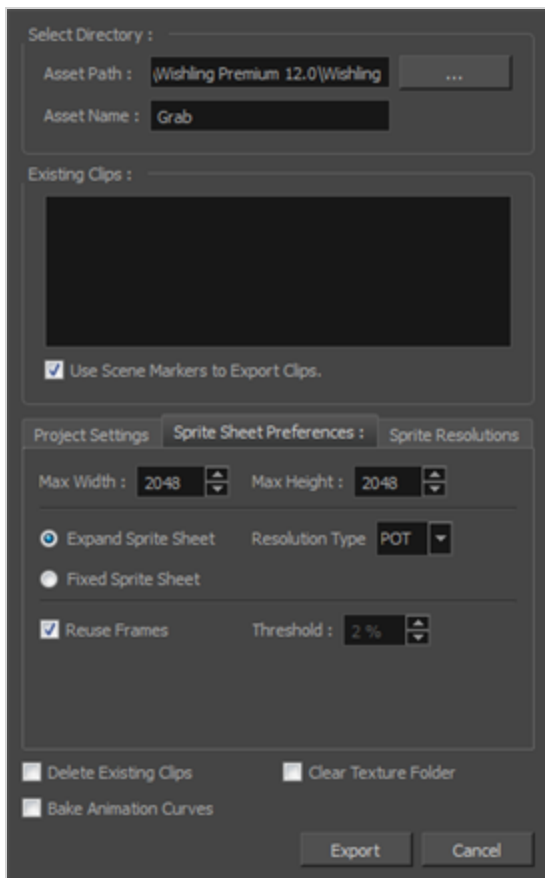 Select Directory :
Asset Path : \Wishling Premium 12.0\Wishling ...
Asset Name : Grab
Existing Clips :
Use Scene Markers to Export Clips.
Project Settings Sprite Sheet Preferences : Sprite Resolutions
Max Width : 2048 Max Height : 2048
Expand Sprite Sheet Resolution Type POT
Fixed Sprite Sheet
Reuse Frames Threshold : 2 %
Delete Existing Clips Clear Texture Folder
Bake Animation Curves
Export Cancel